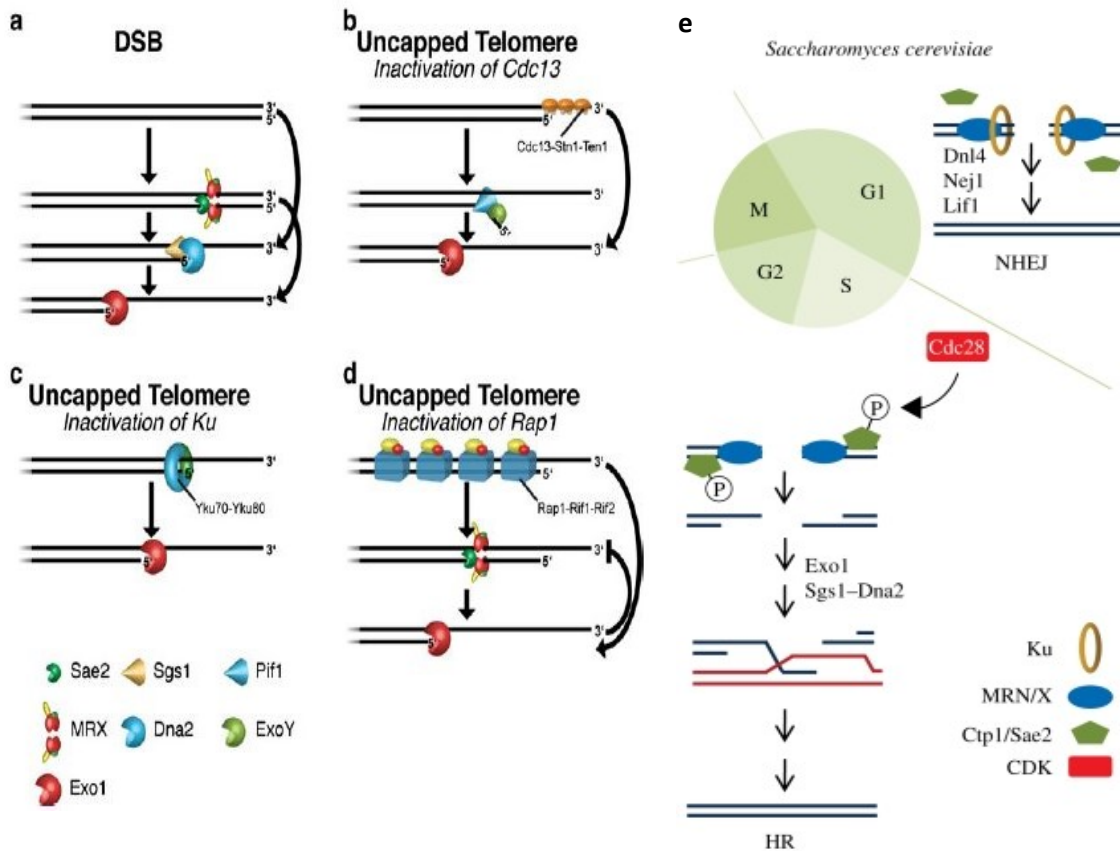 a
DSB
3'
5'
3'
5'
3'
5'
3'
5'
b
Uncapped Telomere
Inactivation of Cdc13
3'
5'
Cdc13-Stn1-Ten1
3'
5'
3'
5'
c
Uncapped Telomere
Inactivation of Ku
3'
5'
Yku70-Yku80
3'
5'
d
Uncapped Telomere
Inactivation of Rap1
3'
5'
Rap1-Rif1-Rif2
3'
5'
3'
5'
Sae2
Sgs1
Pif1
MRX
Dna2
ExoY
Exo1
e
Saccharomyces cerevisiae
G1
M
G2
S
Dnl4
Nej1
Lif1
NHEJ
Cdc28
P
P
Exo1
Sgs1–Dna2
HR
Ku
MRN/X
Ctp1/Sae2
CDK